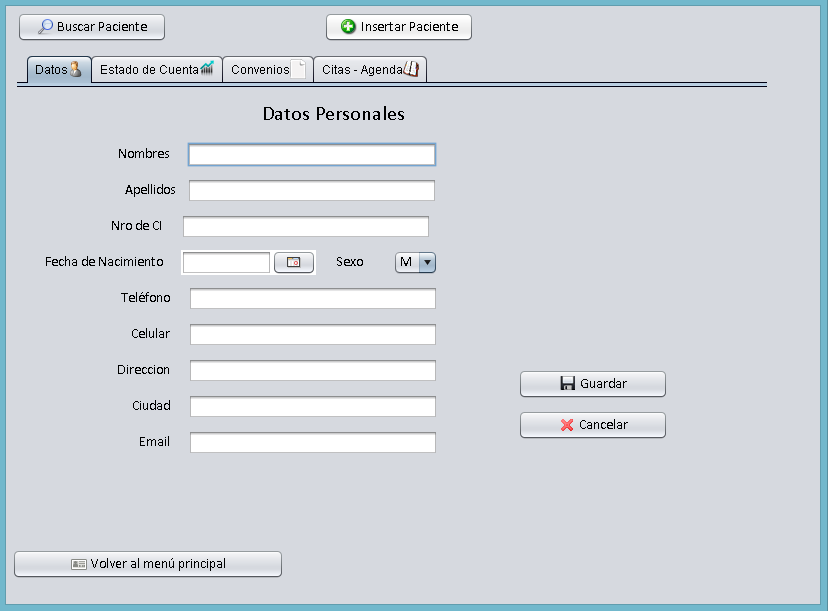 Buscar Paciente
Insertar Paciente
Datos
Estado de Cuenta
Convenios
Citas - Agenda
Datos Personales
Nombres
Apellidos
Nro de CI
Fecha de Nacimiento
Sexo
M
Teléfono
Celular
Direccion
Guardar
Ciudad
Cancelar
Email
Volver al menú principal